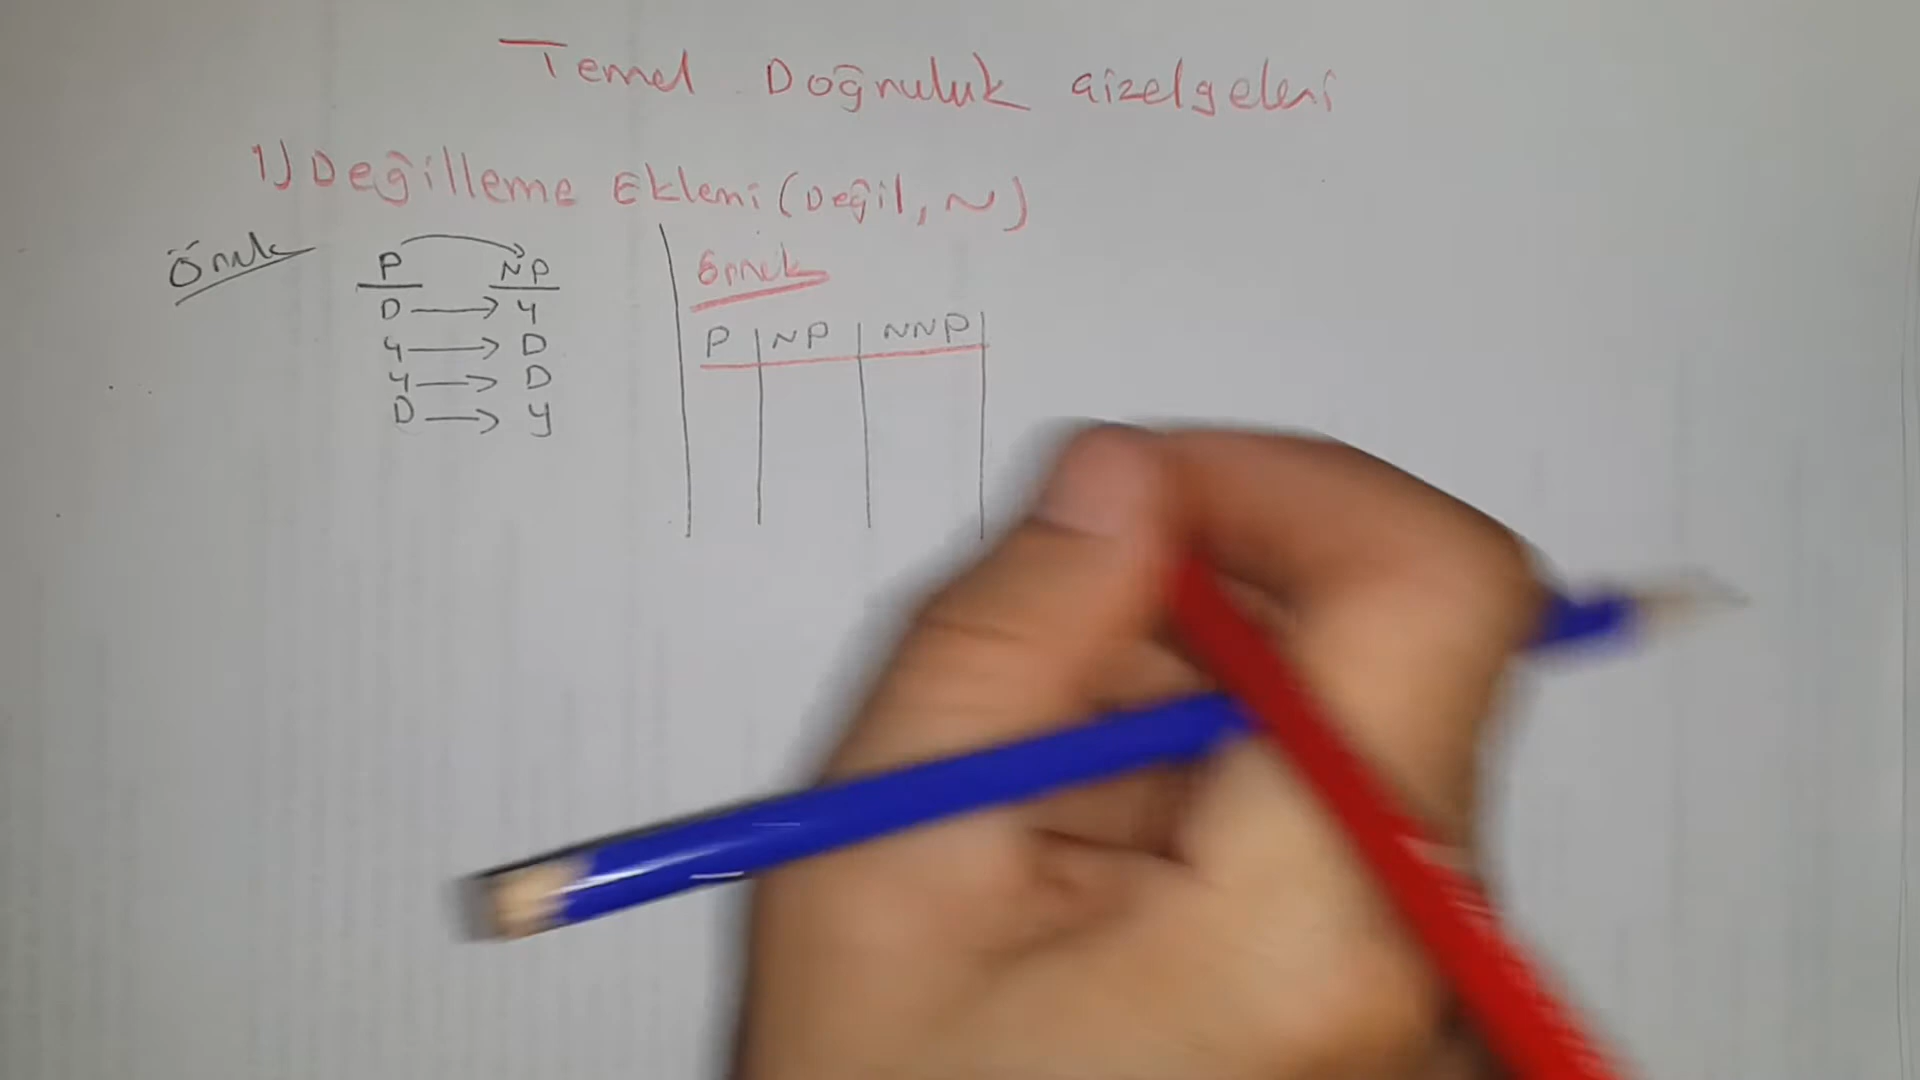 Temel Doğruluk çizelgeleri
1) Değilleme Eklemi (Değil, ~)
Örnek
P ~P
D → Y
Y → D
Y → D
D → Y
Örnek
P | ~P | ~~P |